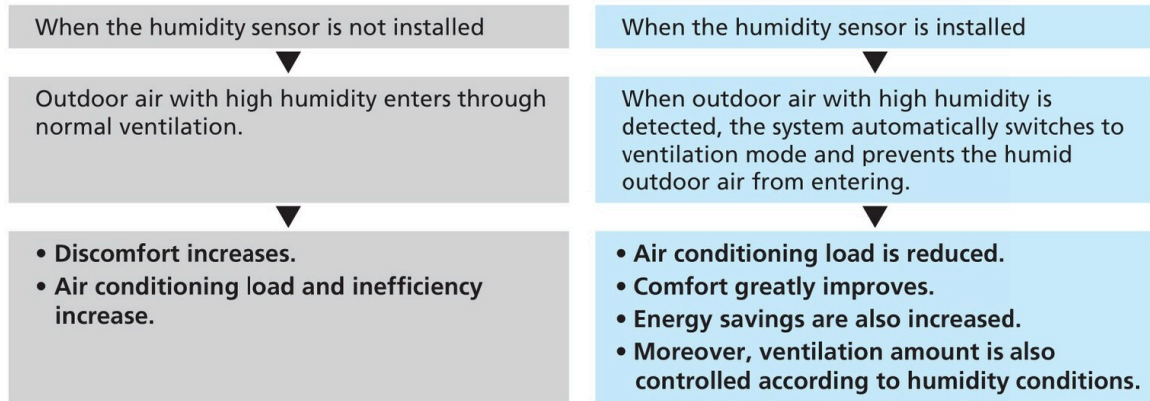 When the humidity sensor is not installed
Outdoor air with high humidity enters through
normal ventilation.
• Discomfort increases.
• Air conditioning load and inefficiency
increase.
When the humidity sensor is installed
When outdoor air with high humidity is
detected, the system automatically switches to
ventilation mode and prevents the humid
outdoor air from entering.
• Air conditioning load is reduced.
• Comfort greatly improves.
• Energy savings are also increased.
• Moreover, ventilation amount is also
controlled according to humidity conditions.